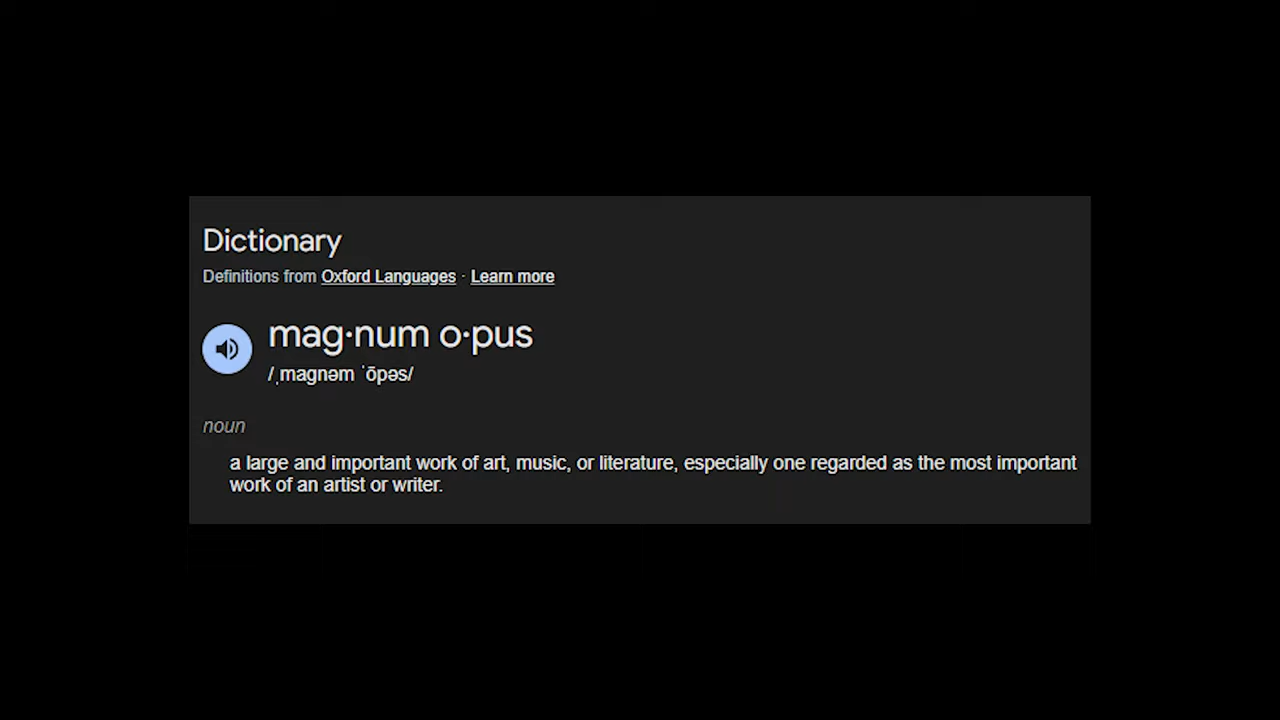 Dictionary
Definitions from Oxford Languages · Learn more
mag·num o·pus
/ˌmaɡnəm ˈōpəs/
noun
a large and important work of art, music, or literature, especially one regarded as the most important
work of an artist or writer.